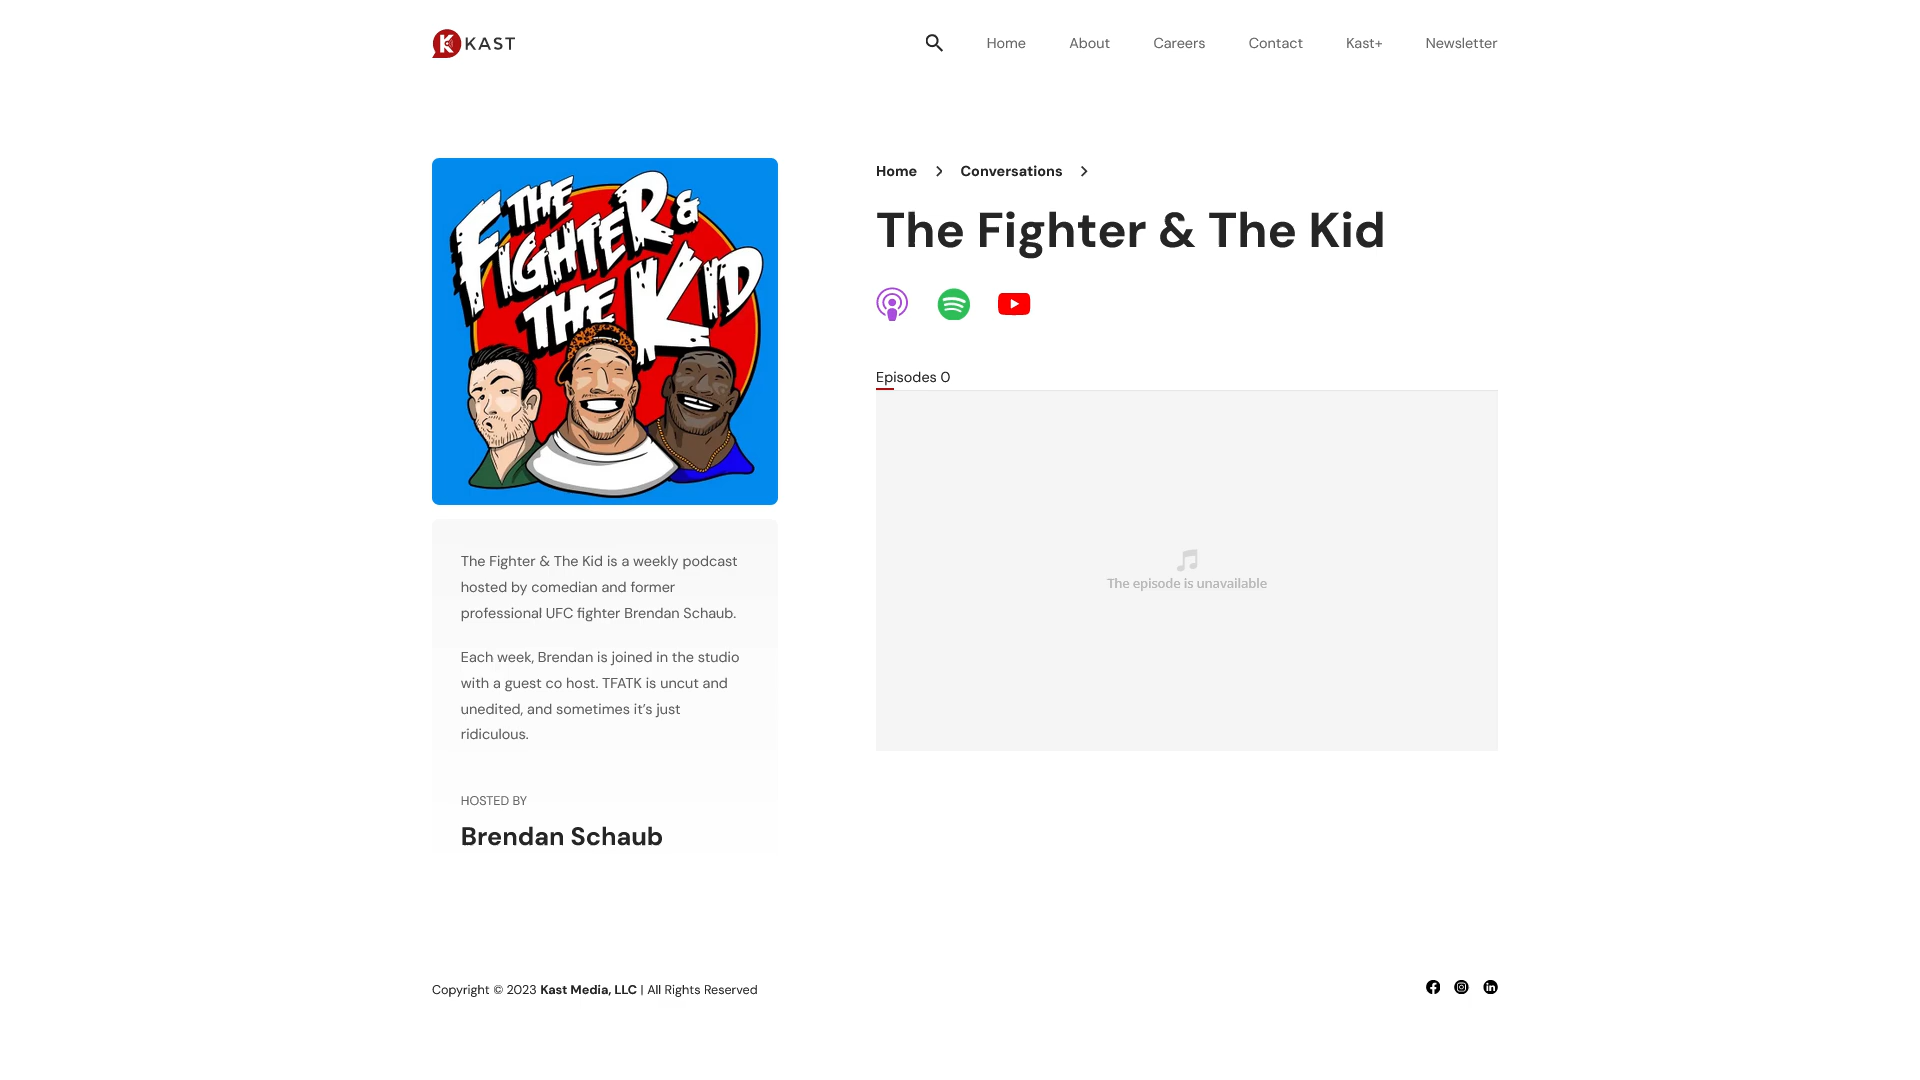 KAST
Home
About
Careers
Contact
Kast+
Newsletter
THE
FIGHTER &
THE KID
The Fighter & The Kid is a weekly podcast
hosted by comedian and former
professional UFC fighter Brendan Schaub.
Each week, Brendan is joined in the studio
with a guest co host. TFATK is uncut and
unedited, and sometimes it’s just
ridiculous.
HOSTED BY
Brendan Schaub
Home
Conversations
The Fighter & The Kid
Episodes 0
The episode is unavailable
Copyright © 2023 Kast Media, LLC | All Rights Reserved